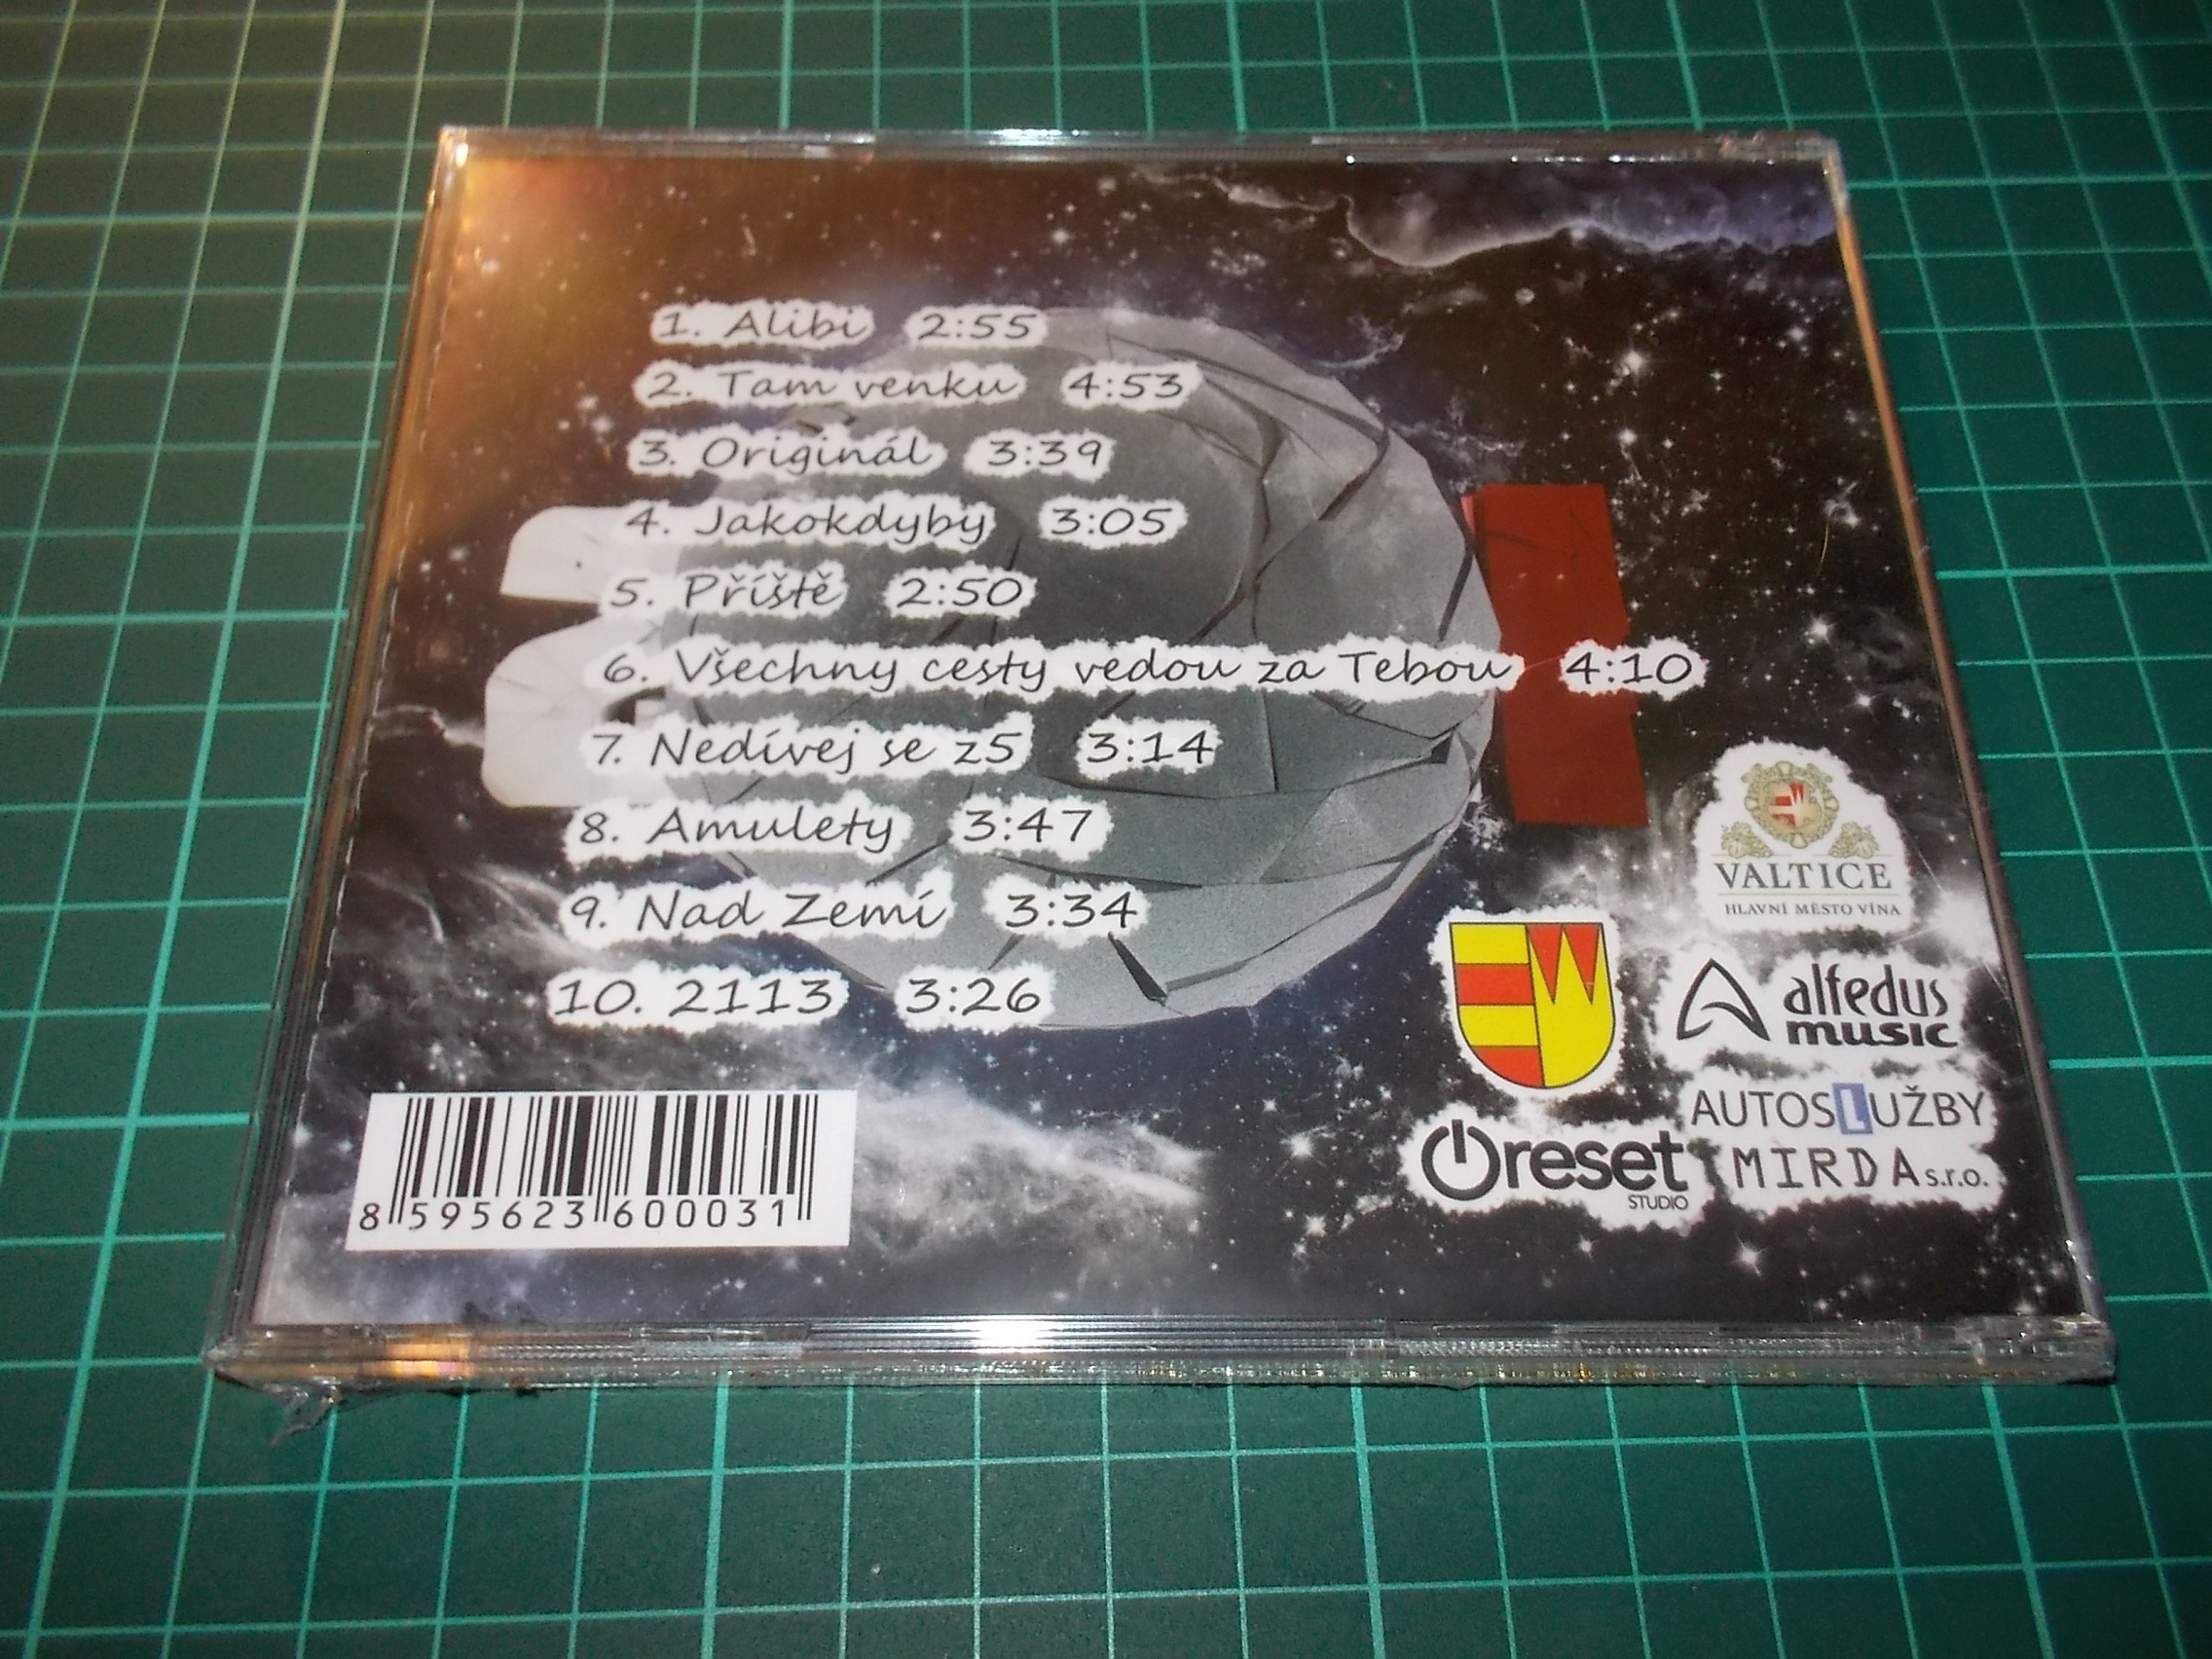 1. Alibi 2:55
2. Tam venku 4:53
3. Originál 3:39
4. Jakokdyby 3:05
5. Příště 2:50
6. Všechny cesty vedou za Tebou 4:10
7. Nedívej se z5 3:14
8. Amulety 3:47
9. Nad Zemí 3:34
10. 2113 3:26
VALTICE
HLAVNÍ MĚSTO VÍNA
alfedus
music
AUTOSLUŽBY
MIRDA s.r.o.
reset
STUDIO
8 595623 600031